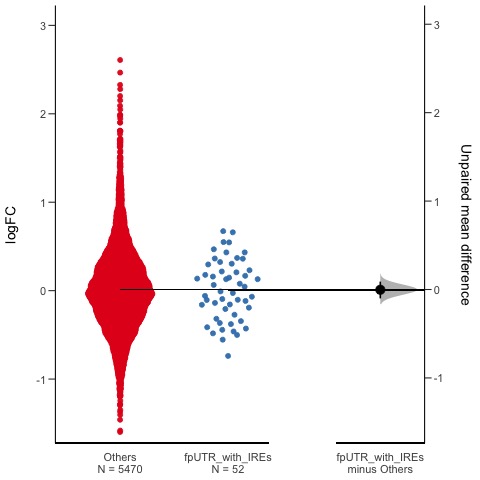 3
2
1
0
-1
logFC
3
2
1
0
-1
Unpaired mean difference
Others
N = 5470
fpUTR_with_IREs
N = 52
fpUTR_with_IREs
minus Others